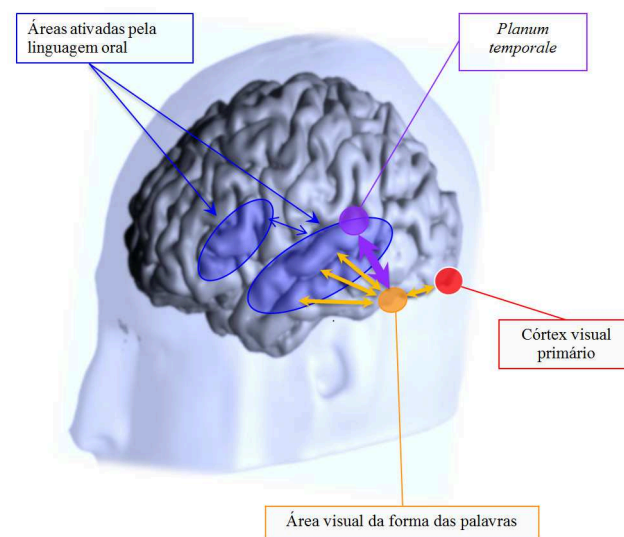 Áreas ativadas pela
linguagem oral
Planum
temporale
Córtex visual
primário
Área visual da forma das palavras